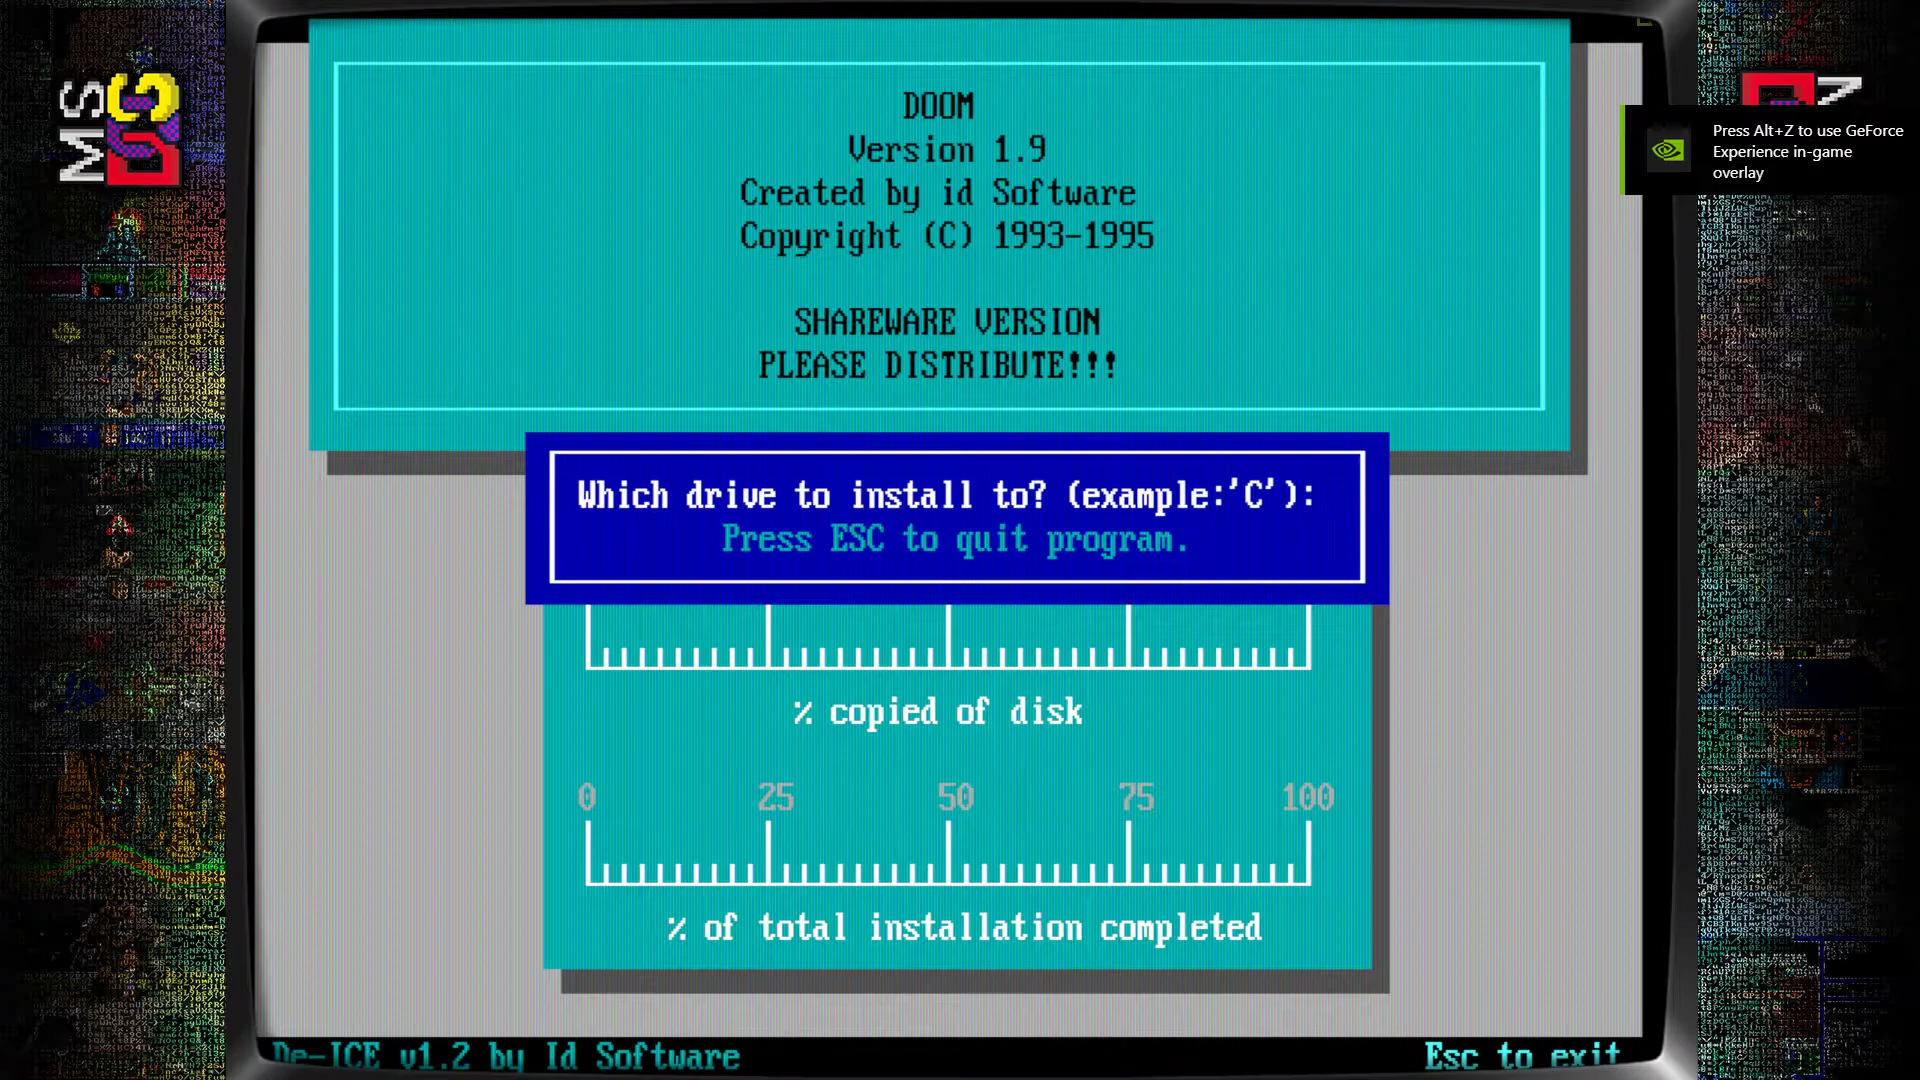 MS
DOS
DOOM
Version 1.9
Created by id Software
Copyright (C) 1993-1995
SHAREWARE VERSION
PLEASE DISTRIBUTE!!!
Press Alt+Z to use GeForce
Experience in-game
overlay
Which drive to install to? (example:'C'):
Press ESC to quit program.
% copied of disk
0 25 50 75 100
% of total installation completed
De-ICE v1.2 by Id Software
Esc to exit